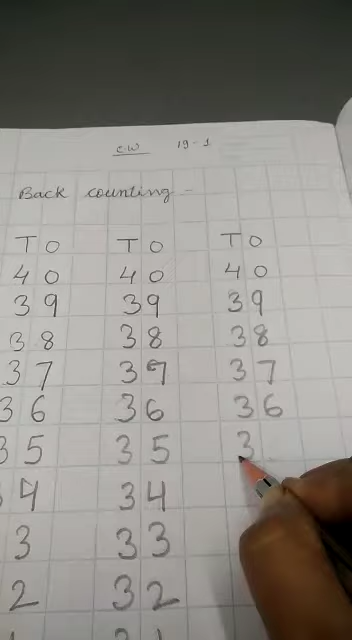 CW 19-1
Back counting -
T O T O T O
4 0 4 0 4 0
3 9 3 9 3 9
3 8 3 8 3 8
3 7 3 7 3 7
3 6 3 6 3 6
3 5 3 5 3
4 3 4
3 3 3
2 3 2